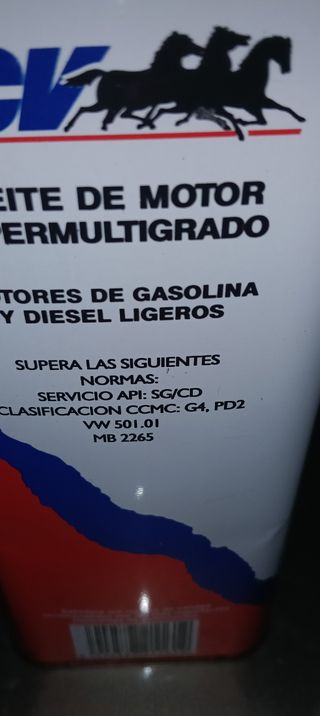 CV
EITE DE MOTOR
PERMULTIGRADO
TORES DE GASOLINA
Y DIESEL LIGEROS
SUPERA LAS SIGUIENTES
NORMAS:
SERVICIO API: SG/CD
CLASIFICACION CCMC: G4, PD2
VW 501.01
MB 2265